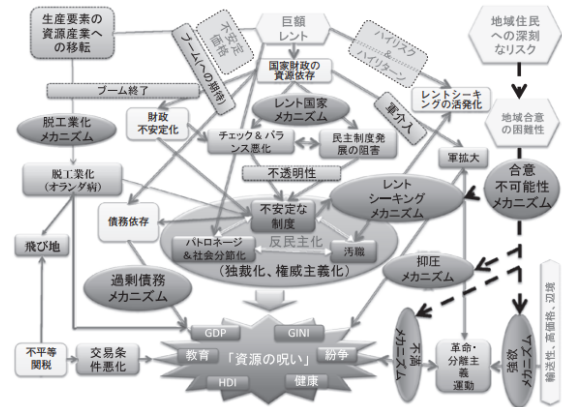 生産要素の
資源産業へ
の移転
不安定
価格
巨額
レント
ハイリスク
&
ハイリターン
地域住民
への深刻
なリスク
ブーム(への期待)
国家財政の
資源依存
レントシーキ
ングの活発化
ブーム終了
レント国家
メカニズム
軍介入
地域合意
の困難性
脱工業化
メカニズム
財政
不安定化
チェック&バラ
ンス悪化
民主制度発
展の阻害
軍拡大
不透明性
脱工業化
(オランダ病)
レント
シーキング
メカニズム
合意
不可能性
メカニズム
不安定な
制度
債務依存
反民主化
パトロネージ
&社会分節化
汚職
飛び地
(独裁化、権威主義化)
抑圧
メカニズム
過剰債務
メカニズム
輸送性、高価格、辺境
GDP
GINI
不平等
関税
交易条
件悪化
教育
「資源の呪い」
紛争
不満
メカニズム
革命・
分離主
義
運動
強欲
メカニズム
HDI
健康